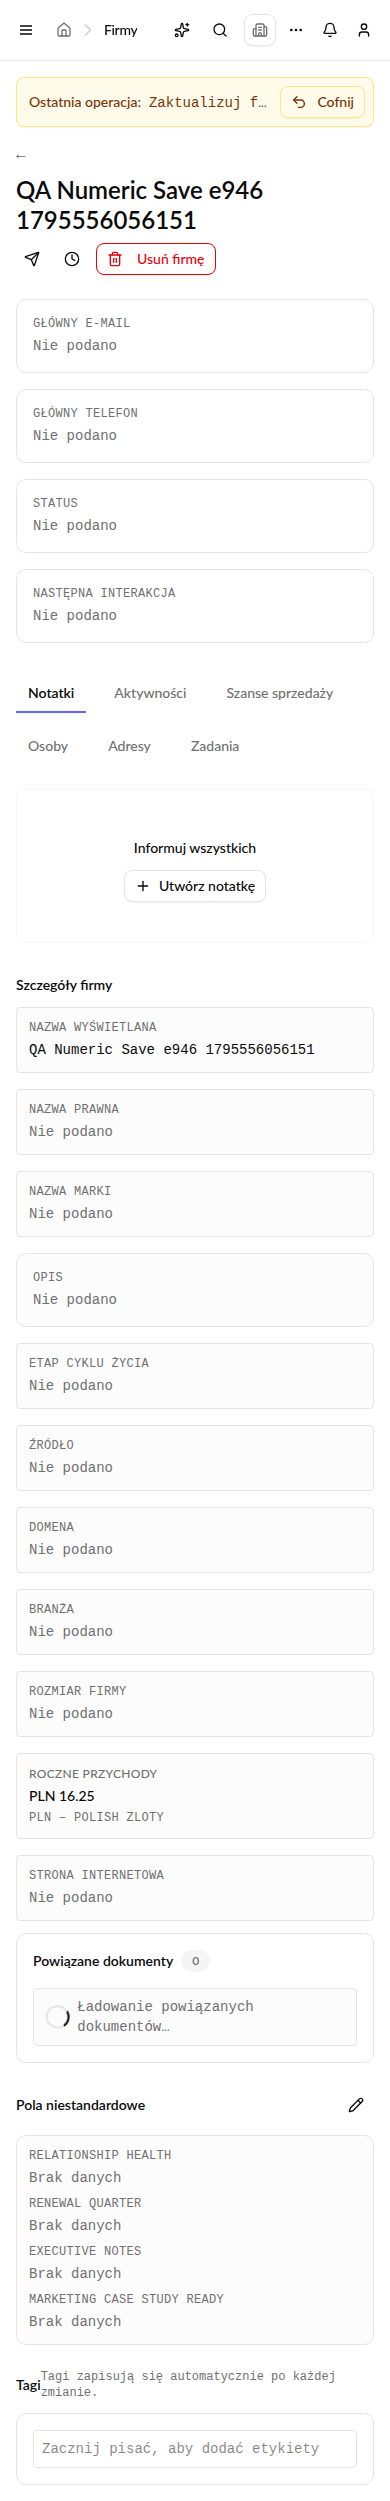 Firmy
Ostatnia operacja: Zaktualizuj f… Cofnij
←
QA Numeric Save e946
1795556056151
Usuń firmę
GŁÓWNY E-MAIL
Nie podano
GŁÓWNY TELEFON
Nie podano
STATUS
Nie podano
NASTĘPNA INTERAKCJA
Nie podano
Notatki Aktywności Szanse sprzedaży
Osoby Adresy Zadania
Informuj wszystkich
Utwórz notatkę
Szczegóły firmy
NAZWA WYŚWIETLANA
QA Numeric Save e946 1795556056151
NAZWA PRAWNA
Nie podano
NAZWA MARKI
Nie podano
OPIS
Nie podano
ETAP CYKLU ŻYCIA
Nie podano
ŹRÓDŁO
Nie podano
DOMENA
Nie podano
BRANŻA
Nie podano
ROZMIAR FIRMY
Nie podano
ROCZNE PRZYCHODY
PLN 16.25
PLN – POLISH ZLOTY
STRONA INTERNETOWA
Nie podano
Powiązane dokumenty 0
Ładowanie powiązanych
dokumentów…
Pola niestandardowe
RELATIONSHIP HEALTH
Brak danych
RENEWAL QUARTER
Brak danych
EXECUTIVE NOTES
Brak danych
MARKETING CASE STUDY READY
Brak danych
Tagi
Tagi zapisują się automatycznie po każdej
zmianie.
Zacznij pisać, aby dodać etykiety